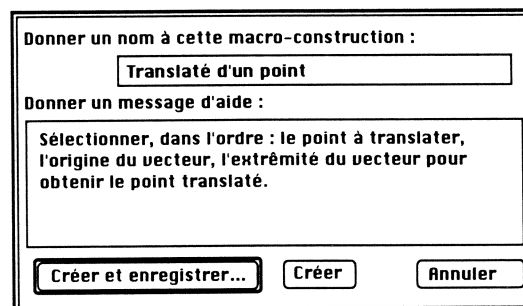 Donner un nom à cette macro-construction :
Translaté d'un point
Donner un message d'aide :
Sélectionner, dans l'ordre : le point à translater,
l'origine du vecteur, l'extrêmité du vecteur pour
obtenir le point translaté.
Créer et enregistrer... Créer Annuler